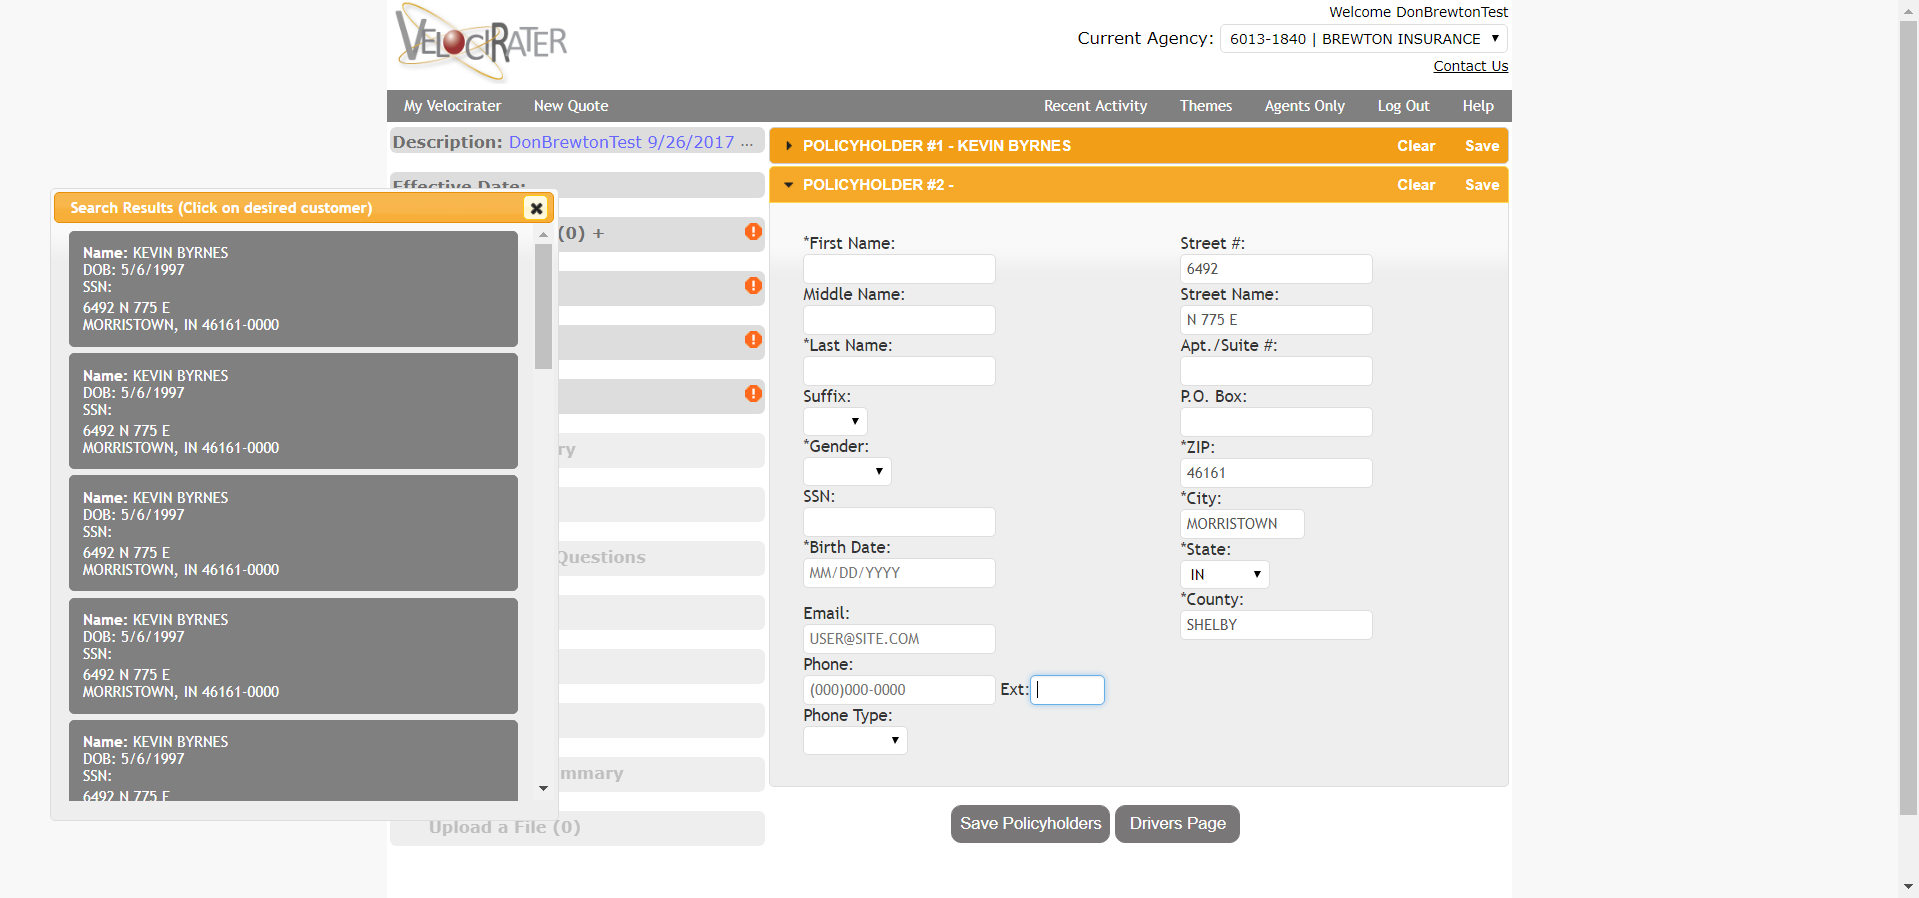 VELOCIRATER
Welcome DonBrewtonTest
Current Agency: 6013-1840 | BREWTON INSURANCE
Contact Us
My Velocirater New Quote Recent Activity Themes Agents Only Log Out Help
Description: DonBrewtonTest 9/26/2017 ...
Effective Date:
(0) +
ry
Questions
mmary
Upload a File (0)
Search Results (Click on desired customer)
Name: KEVIN BYRNES
DOB: 5/6/1997
SSN:
6492 N 775 E
MORRISTOWN, IN 46161-0000
Name: KEVIN BYRNES
DOB: 5/6/1997
SSN:
6492 N 775 E
MORRISTOWN, IN 46161-0000
Name: KEVIN BYRNES
DOB: 5/6/1997
SSN:
6492 N 775 E
MORRISTOWN, IN 46161-0000
Name: KEVIN BYRNES
DOB: 5/6/1997
SSN:
6492 N 775 E
MORRISTOWN, IN 46161-0000
Name: KEVIN BYRNES
DOB: 5/6/1997
SSN:
6492 N 775 E
POLICYHOLDER #1 - KEVIN BYRNES Clear Save
POLICYHOLDER #2 - Clear Save
*First Name:
Middle Name:
*Last Name:
Suffix:
*Gender:
SSN:
*Birth Date:
MM/DD/YYYY
Email:
USER@SITE.COM
Phone:
(000)000-0000 Ext:
Phone Type:
Street #:
6492
Street Name:
N 775 E
Apt./Suite #:
P.O. Box:
*ZIP:
46161
*City:
MORRISTOWN
*State:
IN
*County:
SHELBY
Save Policyholders Drivers Page